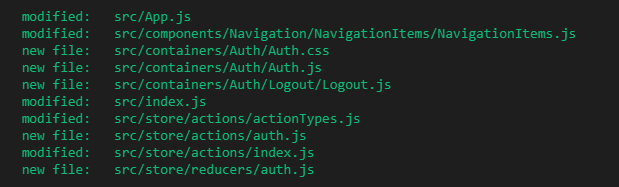 modified:   src/App.js
modified:   src/components/Navigation/NavigationItems/NavigationItems.js
new file:   src/containers/Auth/Auth.css
new file:   src/containers/Auth/Auth.js
new file:   src/containers/Auth/Logout/Logout.js
modified:   src/index.js
modified:   src/store/actions/actionTypes.js
new file:   src/store/actions/auth.js
modified:   src/store/actions/index.js
new file:   src/store/reducers/auth.js